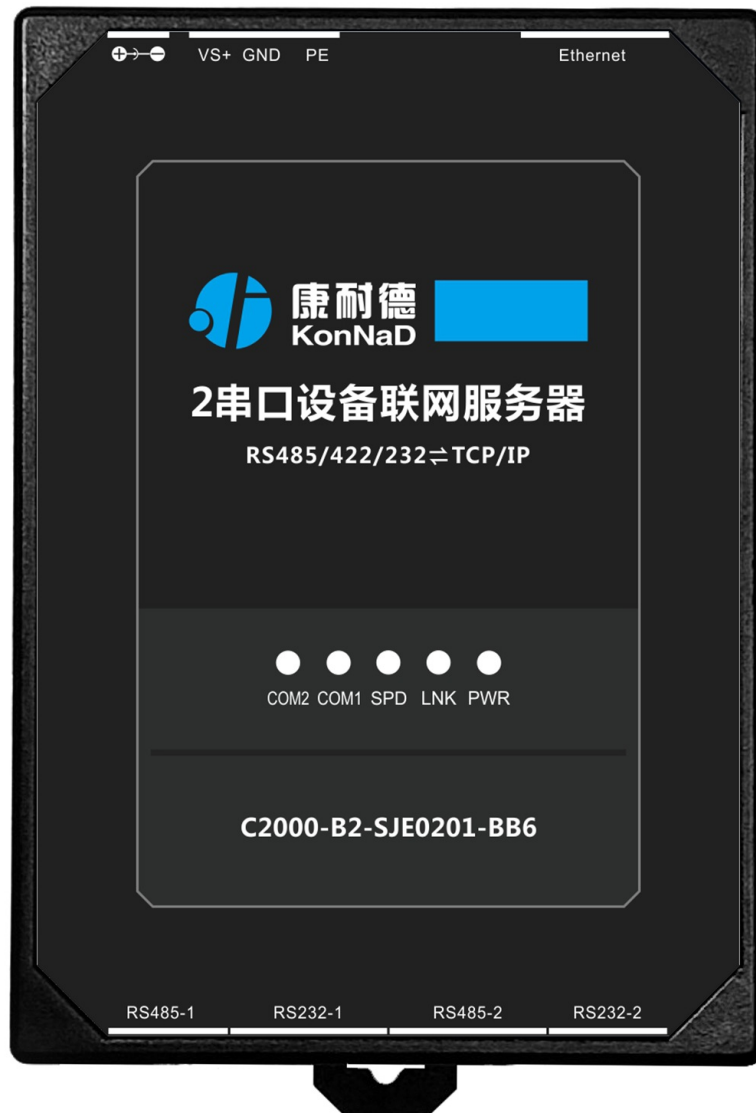 VS+ GND PE Ethernet
康耐德
KonNaD
2串口设备联网服务器
RS485/422/232⇌TCP/IP
COM2 COM1 SPD LNK PWR
C2000-B2-SJE0201-BB6
RS485-1 RS232-1 RS485-2 RS232-2